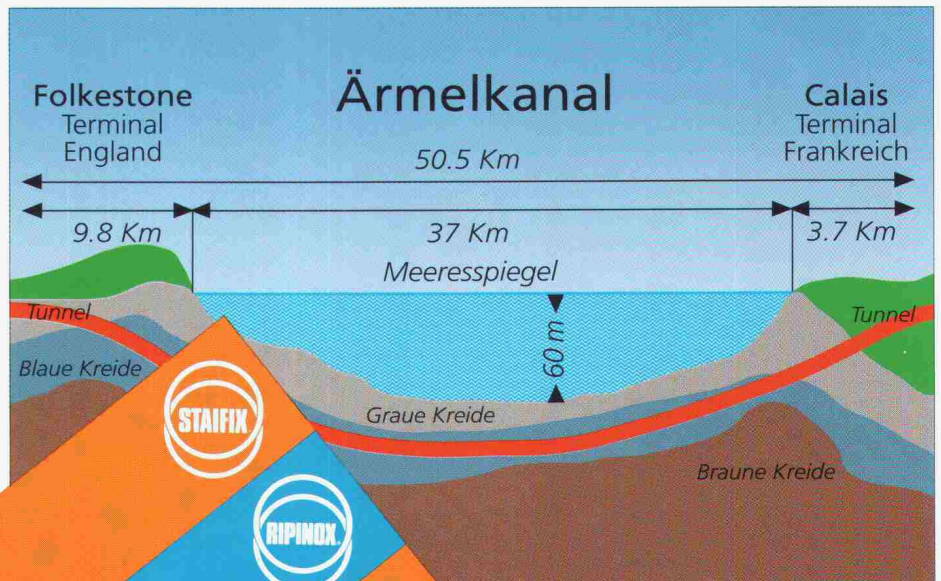 Ärmelkanal
Folkestone
Terminal
England
Calais
Terminal
Frankreich
50.5 Km
9.8 Km
37 Km
3.7 Km
Meeresspiegel
Tunnel
Tunnel
60 m
Blaue Kreide
Graue Kreide
Braune Kreide
STAIFIX
RIPINOX®